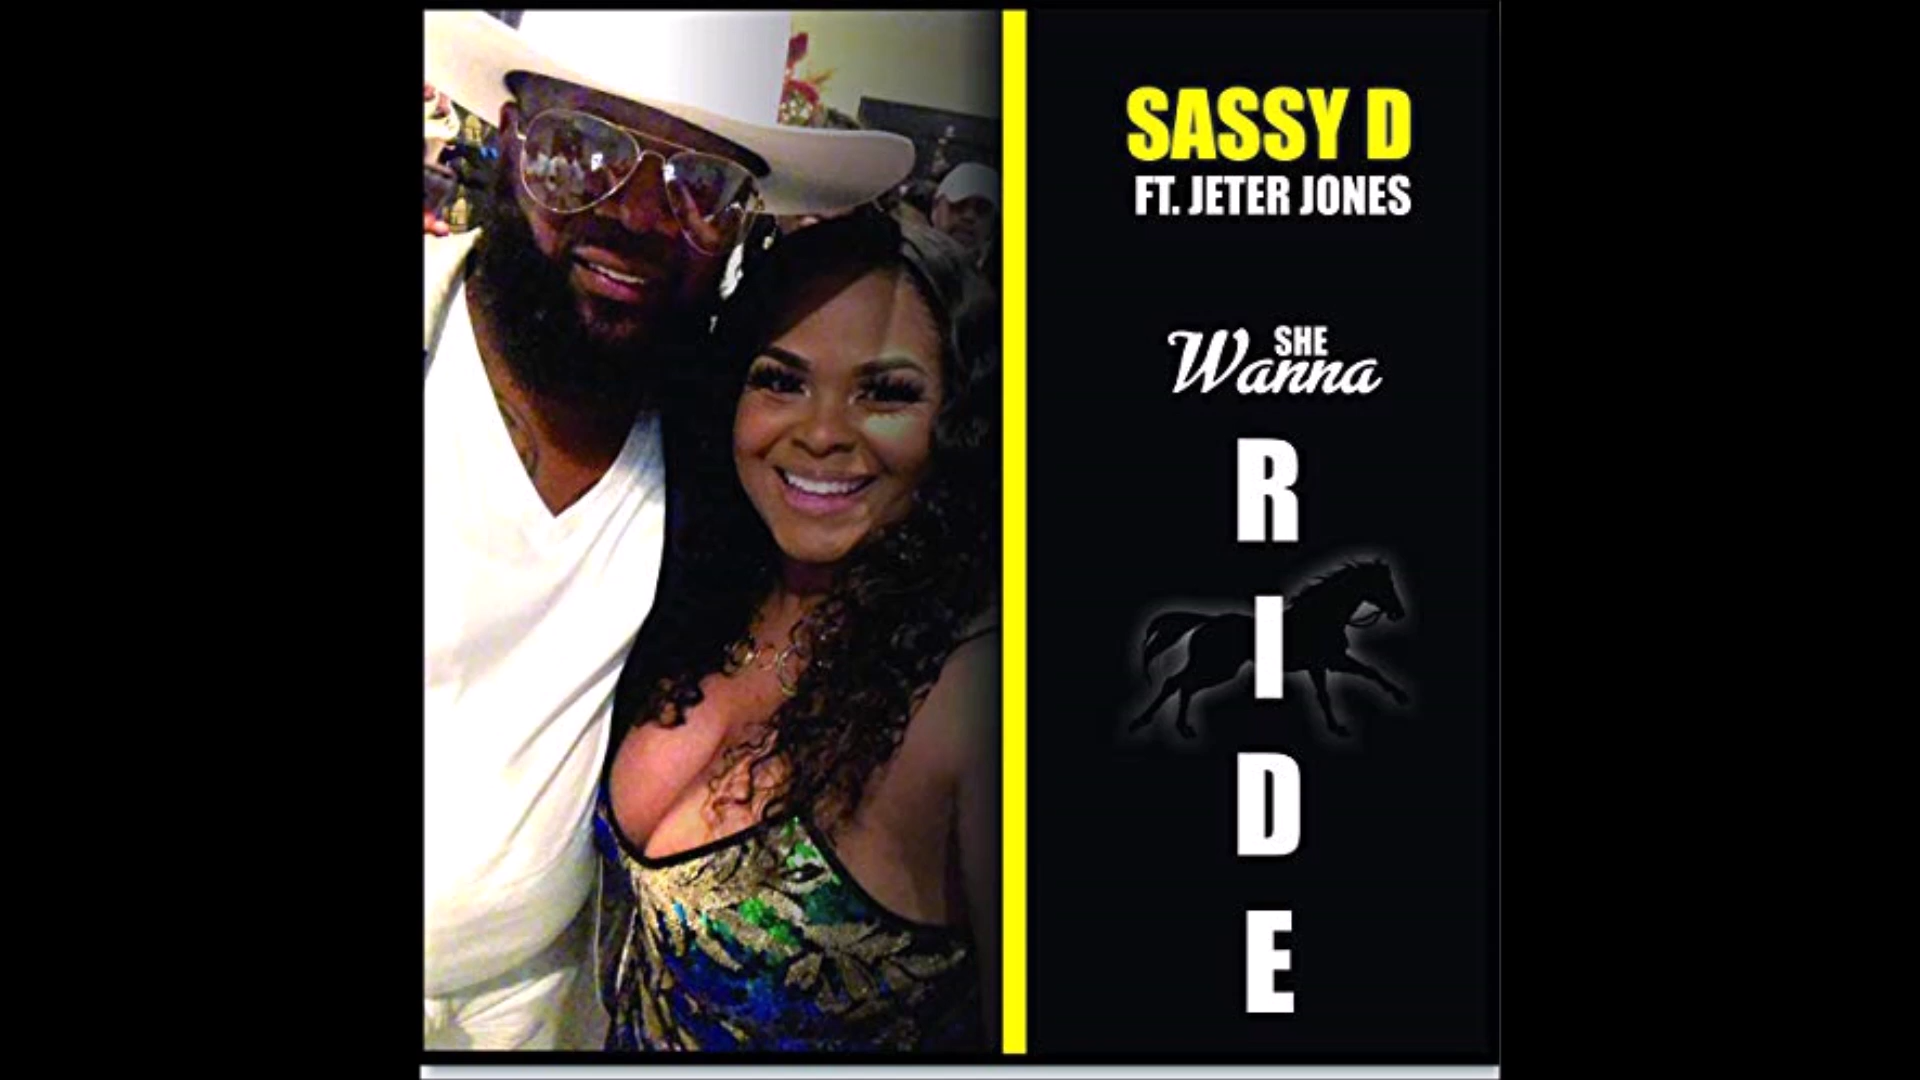 SASSY D
FT. JETER JONES
SHE
Wanna
R
I
D
E